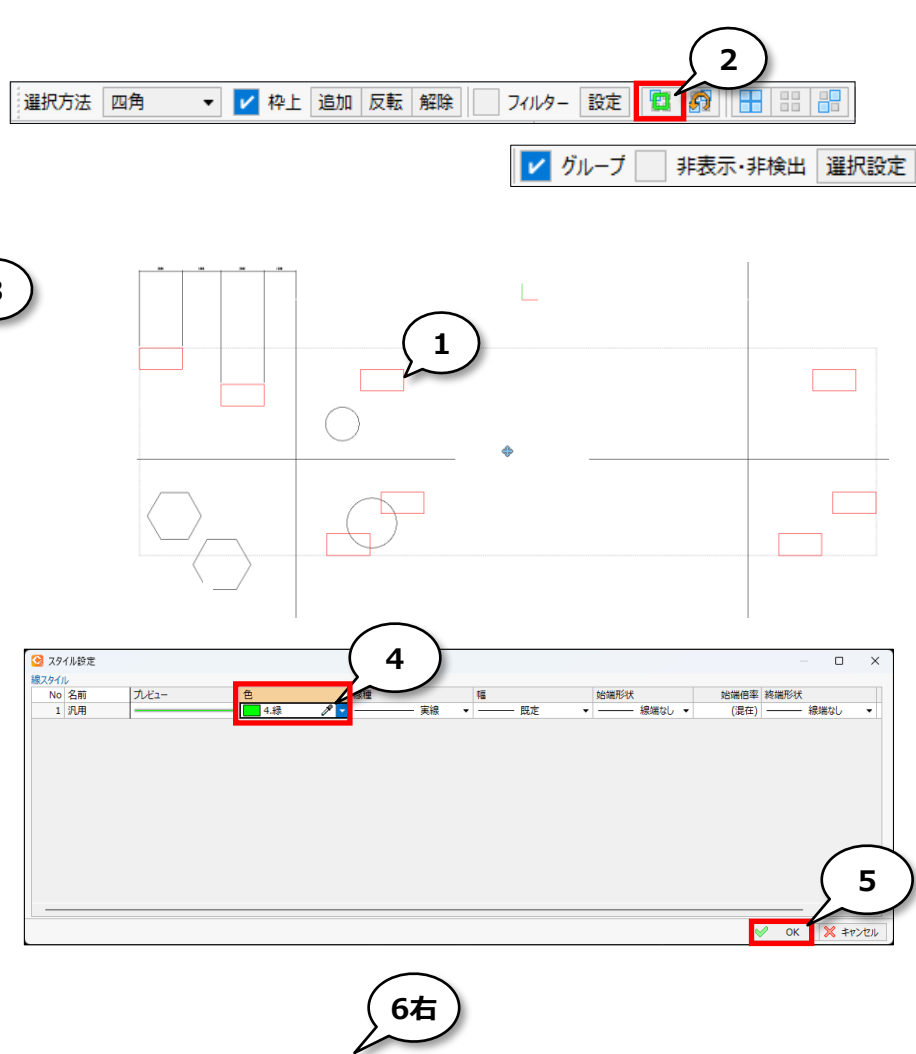 2
選択方法 四角 枠上 追加 反転 解除 フィルター 設定
グループ 非表示・非検出 選択設定
1
4
スタイル設定
線スタイル
No 名前 プレビュー 色 幅 始端形状 始端倍率 終端形状
1 汎用 4.緑 実線 既定 線端なし (混在) 線端なし
5
OK キャンセル
6右